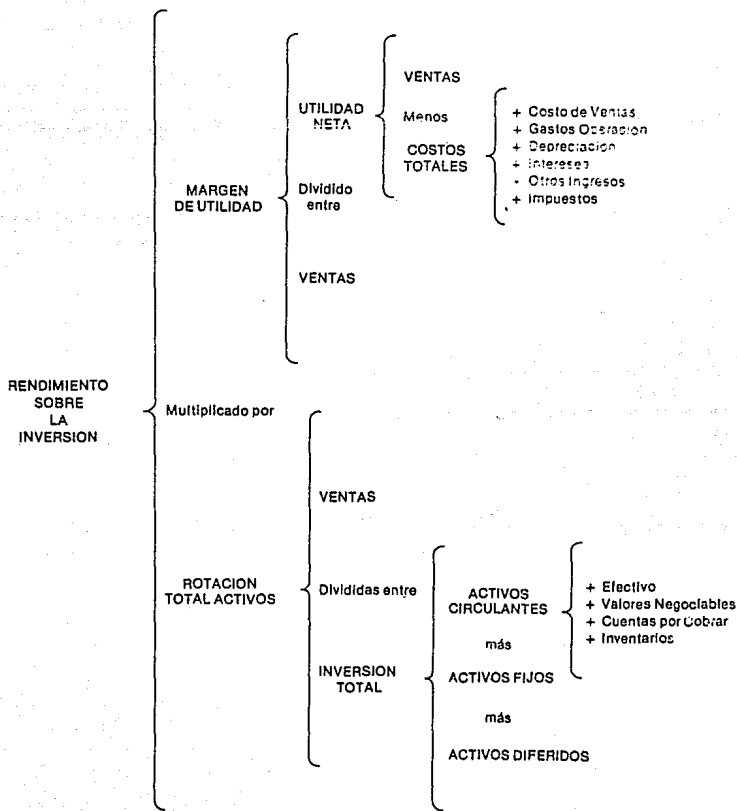 VENTAS
UTILIDAD
NETA
Menos
COSTOS
TOTALES
+ Costo de Ventas
+ Gastos Operacion
+ Depreciacion
+ Intereses
- Otros Ingresos
+ Impuestos
MARGEN
DE UTILIDAD
Dividido
entre
VENTAS
RENDIMIENTO
SOBRE
LA
INVERSION
Multiplicado por
VENTAS
ROTACION
TOTAL ACTIVOS
Divididas entre
INVERSION
TOTAL
ACTIVOS
CIRCULANTES
+ Efectivo
+ Valores Negociables
+ Cuentas por Cobrar
+ Inventarios
más
ACTIVOS FIJOS
más
ACTIVOS DIFERIDOS